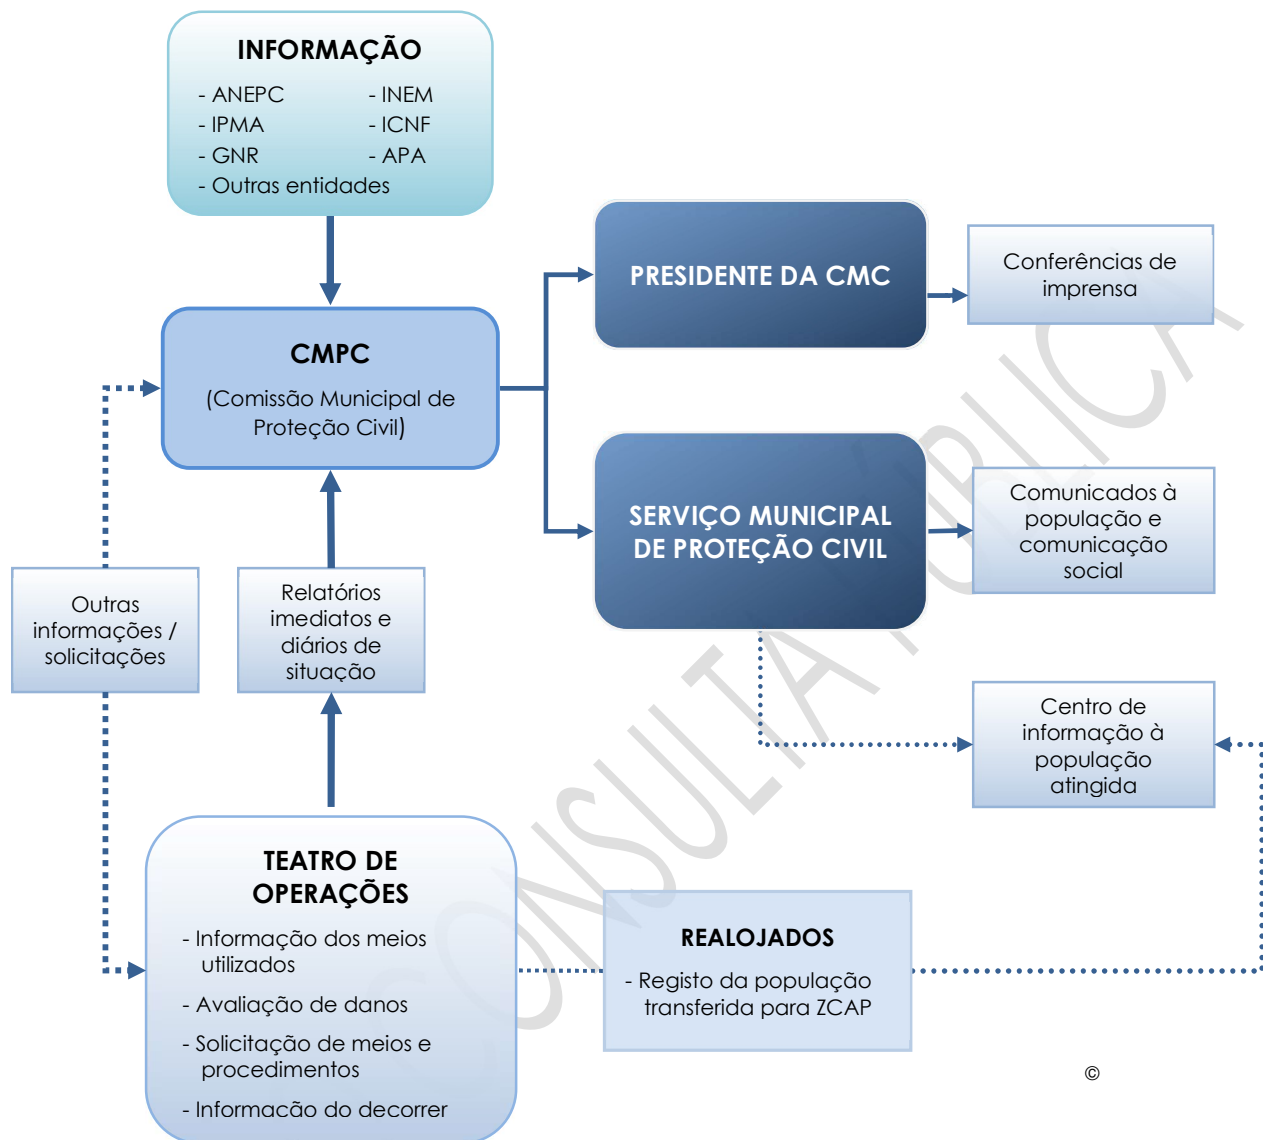 INFORMAÇÃO
- ANEPC - INEM
- IPMA - ICNF
- GNR - APA
- Outras entidades
PRESIDENTE DA CMC
Conferências de
imprensa
CMPC
(Comissão Municipal de
Proteção Civil)
SERVIÇO MUNICIPAL
DE PROTEÇÃO CIVIL
Comunicados à
população e
comunicação
social
Outras
informações /
solicitações
Relatórios
imediatos e
diários de
situação
Centro de
informação à
população
atingida
TEATRO DE
OPERAÇÕES
- Informação dos meios
utilizados
- Avaliação de danos
- Solicitação de meios e
procedimentos
- Informacão do decorrer
REALOJADOS
- Registo da população
transferida para ZCAP
CONSULTA PÚBLICA
©